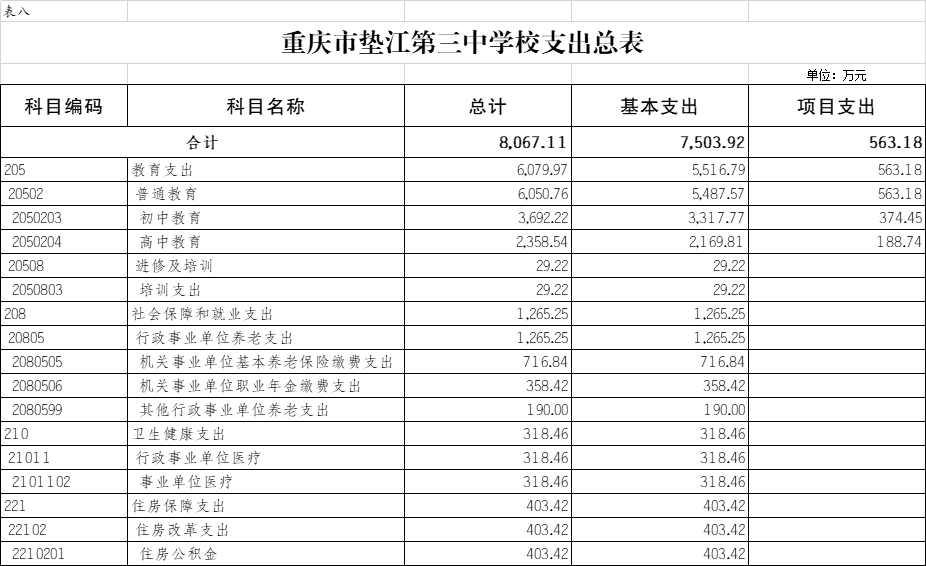 表八
重庆市垫江第三中学校支出总表
单位：万元
科目编码 科目名称 总计 基本支出 项目支出
合计 8,067.11 7,503.92 563.18
205 教育支出 6,079.97 5,516.79 563.18
20502 普通教育 6,050.76 5,487.57 563.18
2050203 初中教育 3,692.22 3,317.77 374.45
2050204 高中教育 2,358.54 2,169.81 188.74
20508 进修及培训 29.22 29.22
2050803 培训支出 29.22 29.22
208 社会保障和就业支出 1,265.25 1,265.25
20805 行政事业单位养老支出 1,265.25 1,265.25
2080505 机关事业单位基本养老保险缴费支出 716.84 716.84
2080506 机关事业单位职业年金缴费支出 358.42 358.42
2080599 其他行政事业单位养老支出 190.00 190.00
210 卫生健康支出 318.46 318.46
21011 行政事业单位医疗 318.46 318.46
2101102 事业单位医疗 318.46 318.46
221 住房保障支出 403.42 403.42
22102 住房改革支出 403.42 403.42
2210201 住房公积金 403.42 403.42